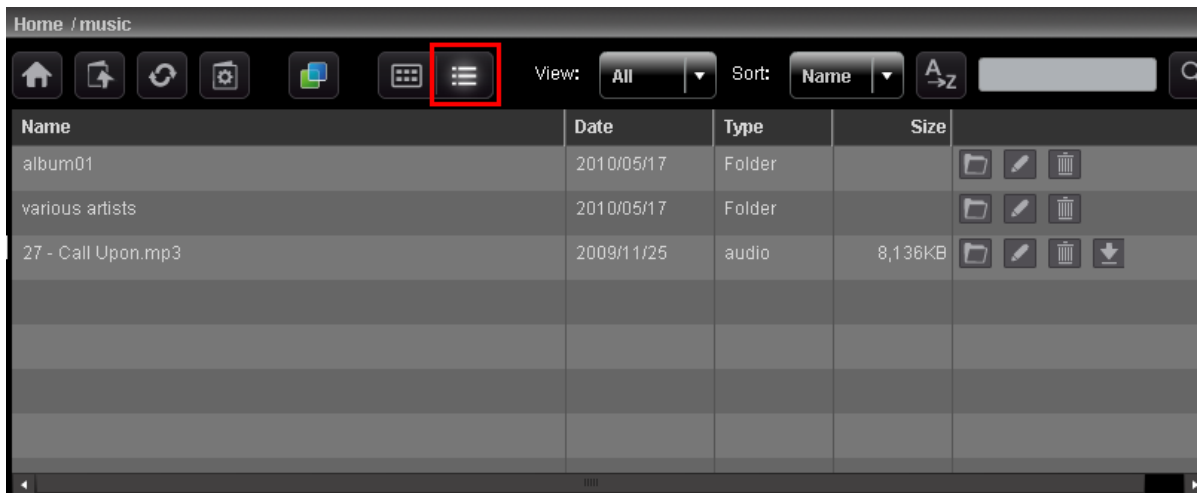 Home / music
View: All Sort: Name A→Z
Name Date Type Size
album01 2010/05/17 Folder
various artists 2010/05/17 Folder
27 - Call Upon.mp3 2009/11/25 audio 8,136KB